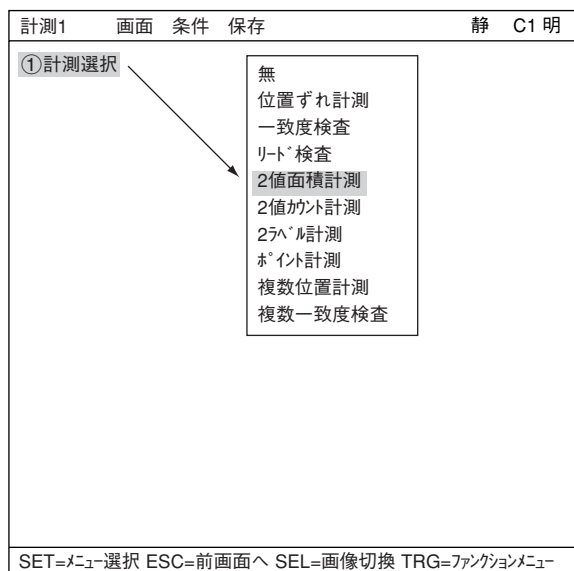 計測1 画面 条件 保存 静 C1 明
①計測選択
無
位置ずれ計測
一致度検査
ﾘｰﾄﾞ検査
2値面積計測
2値ｶｳﾝﾄ計測
2ﾗﾍﾞﾙ計測
ﾎﾟｲﾝﾄ計測
複数位置計測
複数一致度検査
SET=ﾒﾆｭｰ選択 ESC=前画面へ SEL=画像切換 TRG=ﾌｧﾝｸｼｮﾝﾒﾆｭｰ